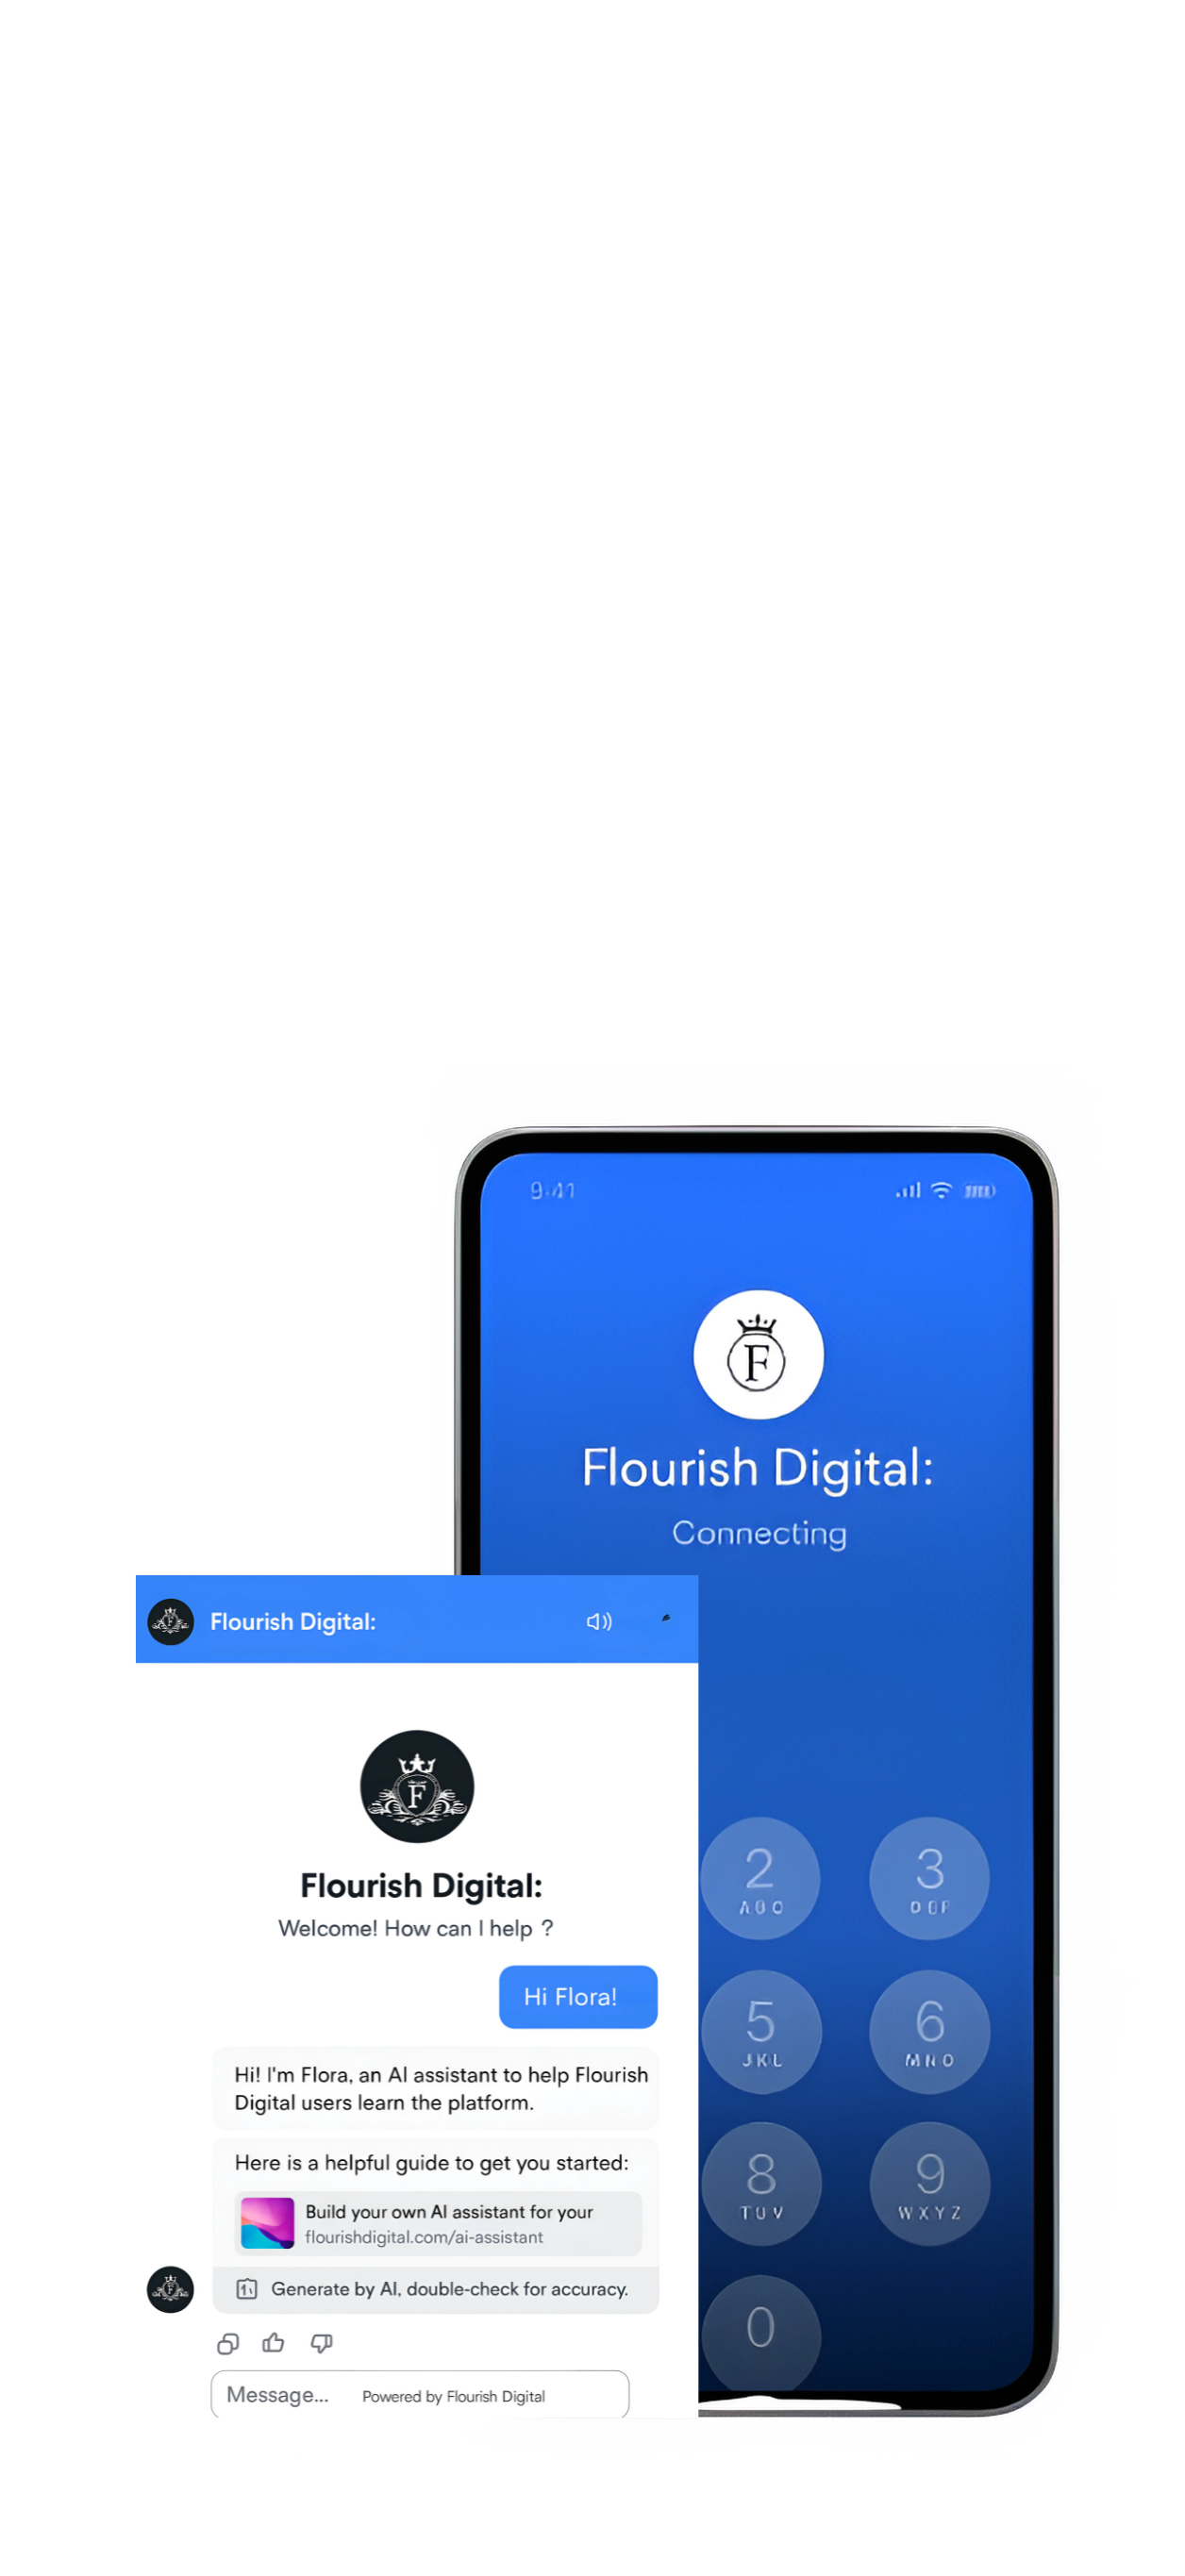 9:41
F
Flourish Digital:
Connecting
Flourish Digital:
F
Flourish Digital:
Welcome! How can I help ?
Hi Flora!
Hi! I'm Flora, an AI assistant to help Flourish
Digital users learn the platform.
Here is a helpful guide to get you started:
Build your own AI assistant for your
flourishdigital.com/ai-assistant
Generate by AI, double-check for accuracy.
Message...
Powered by Flourish Digital
2
3
5
JKL
6
MNO
8
TUV
9
WXYZ
0